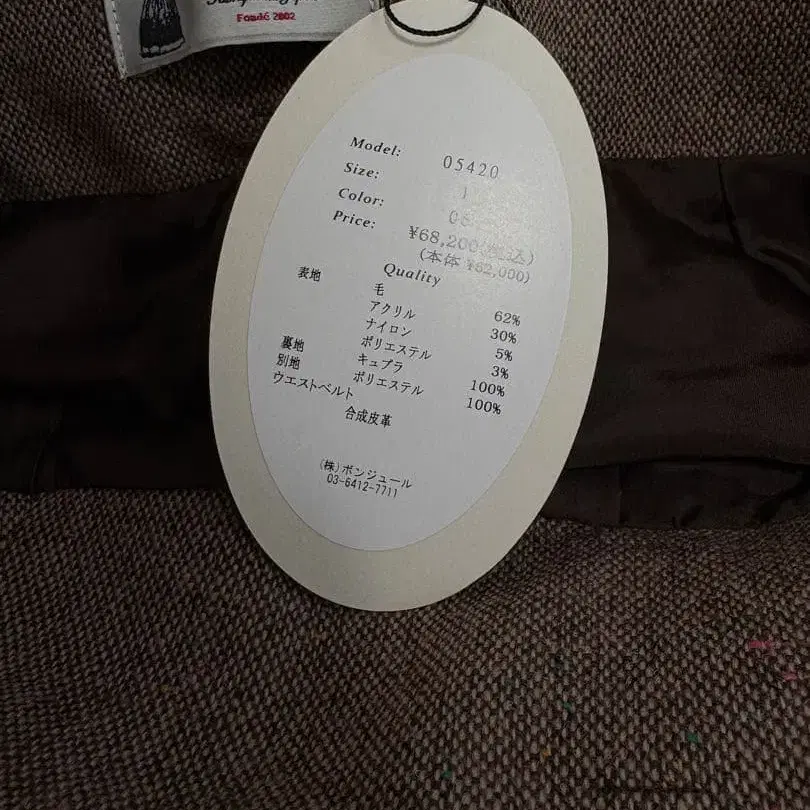 Fondé 2002
Model: 05420
Size: 1
Color: 08
Price: ¥68,200(税込)
(本体 ¥62,000)
Quality
表地 毛 62%
アクリル 30%
ナイロン 5%
ポリエステル 3%
裏地 キュプラ 100%
別地 ポリエステル 100%
ウエストベルト
合成皮革
(株)ボンジュール
03-6412-7711